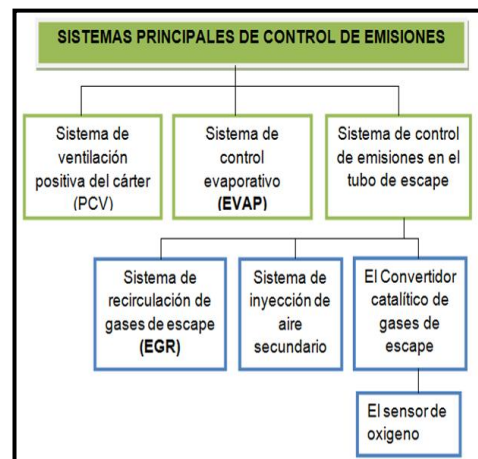 SISTEMAS PRINCIPALES DE CONTROL DE EMISIONES
Sistema de
ventilación
positiva del cárter
(PCV)
Sistema de
control
evaporativo
(EVAP)
Sistema de control
de emisiones en el
tubo de escape
Sistema de
recirculación de
gases de escape
(EGR)
Sistema de
inyección de
aire
secundario
El Convertidor
catalítico de
gases de
escape
El sensor de
oxigeno